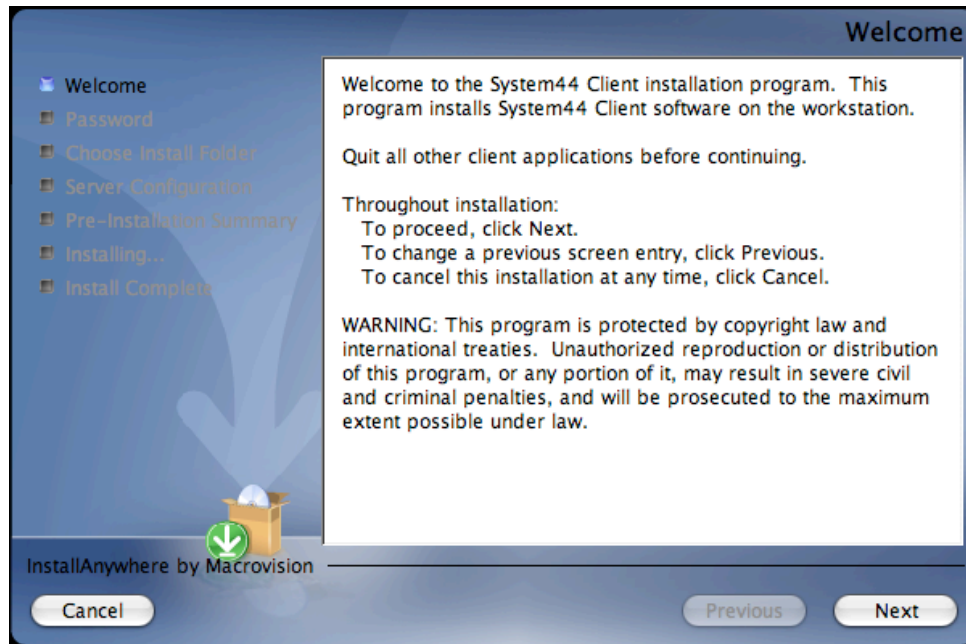 Welcome
Welcome
Password
Choose Install Folder
Server Configuration
Pre-Installation Summary
Installing...
Install Complete
Welcome to the System44 Client installation program.  This
program installs System44 Client software on the workstation.
Quit all other client applications before continuing.
Throughout installation:
To proceed, click Next.
To change a previous screen entry, click Previous.
To cancel this installation at any time, click Cancel.
WARNING: This program is protected by copyright law and
international treaties.  Unauthorized reproduction or distribution
of this program, or any portion of it, may result in severe civil
and criminal penalties, and will be prosecuted to the maximum
extent possible under law.
InstallAnywhere by Macrovision
Cancel
Previous
Next